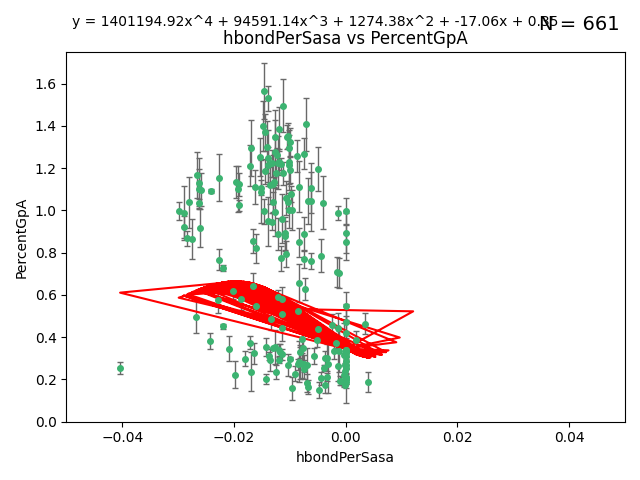 y = 1401194.92x^4 + 94591.14x^3 + 1274.38x^2 + -17.06x + 0.35
N = 661
hbondPerSasa vs PercentGpA
PercentGpA
1.6
1.4
1.2
1.0
0.8
0.6
0.4
0.2
0.0
−0.04
−0.02
0.00
0.02
0.04
hbondPerSasa